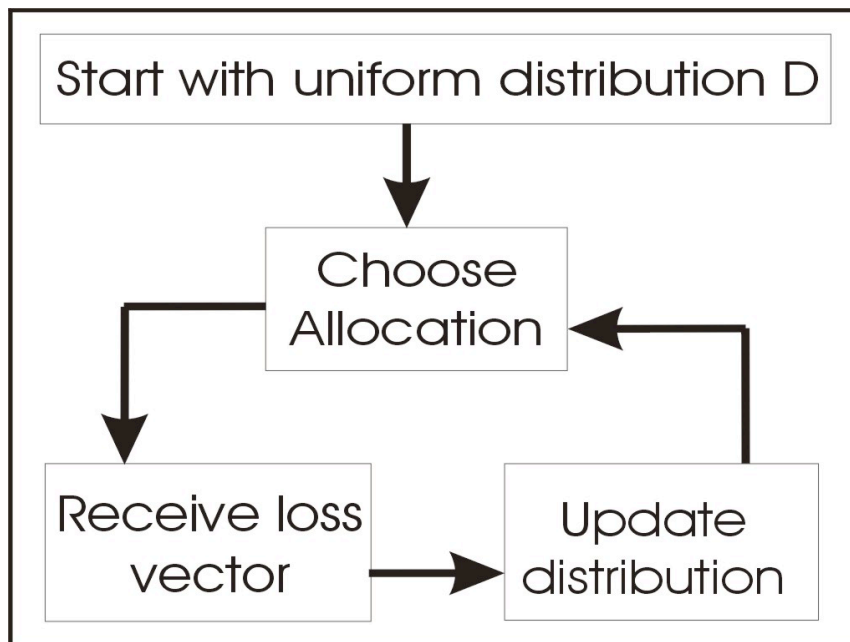 Start with uniform distribution D
Choose
Allocation
Receive loss
vector
Update
distribution